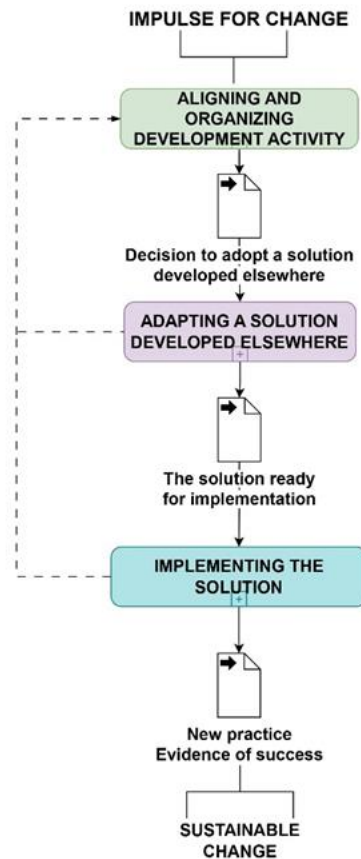 IMPULSE FOR CHANGE
ALIGNING AND
ORGANIZING
DEVELOPMENT ACTIVITY
Decision to adopt a solution
developed elsewhere
ADAPTING A SOLUTION
DEVELOPED ELSEWHERE
The solution ready
for implementation
IMPLEMENTING THE
SOLUTION
New practice
Evidence of success
SUSTAINABLE
CHANGE